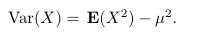 Var(X) = E(X²) − μ².